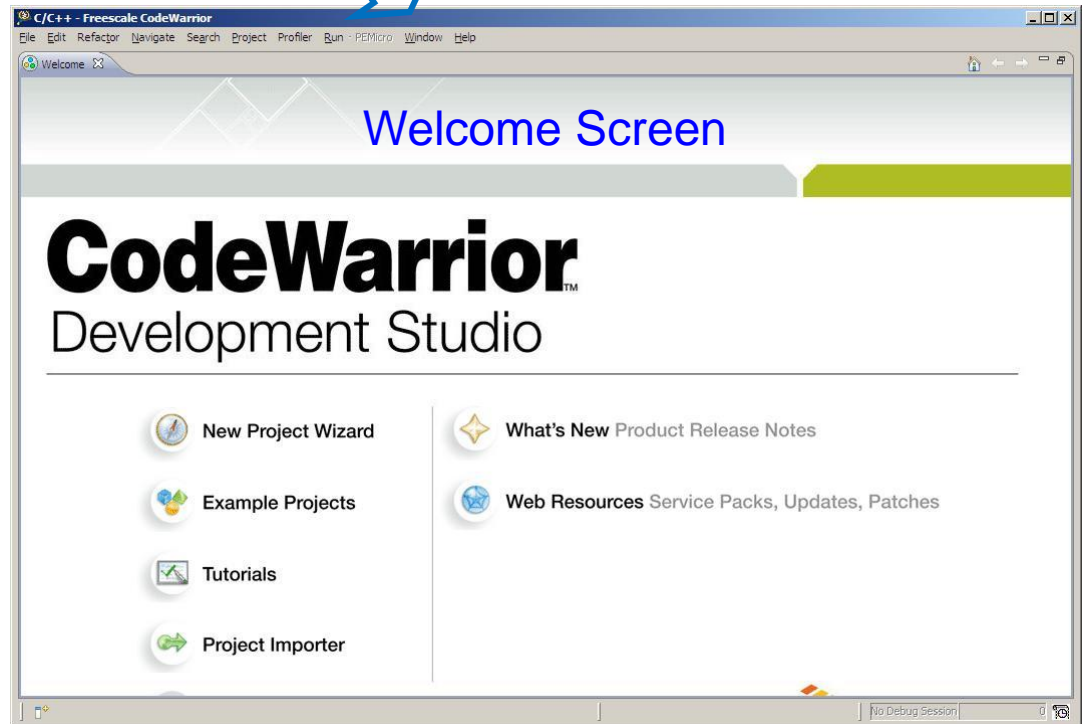 C/C++ - Freescale CodeWarrior
File Edit Refactor Navigate Search Project Profiler Run PEMicro Window Help
Welcome
Welcome Screen
CodeWarrior™
Development Studio
New Project Wizard
What's New Product Release Notes
Example Projects
Web Resources Service Packs, Updates, Patches
Tutorials
Project Importer
No Debug Session 0